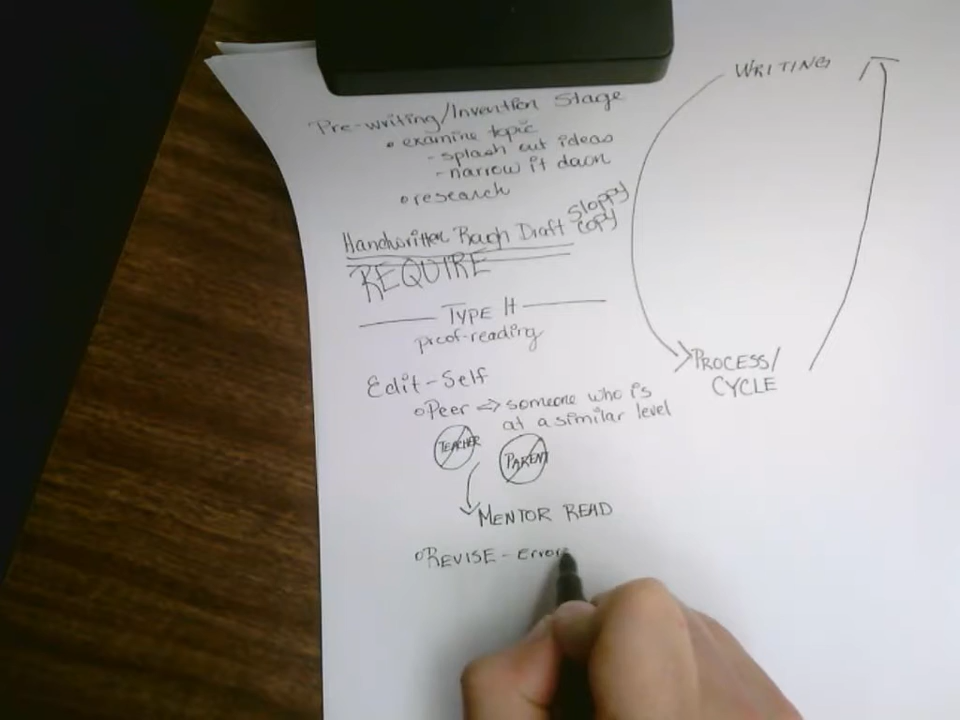 Pre-writing/Invention Stage
• examine topic
- splash out ideas
- narrow it down
• research
Handwritten Rough Draft Sloppy copy
REQUIRE
TYPE It
proof-reading
Edit-Self
• Peer => someone who is
at a similar level
TEACHER PARENT
MENTOR READ
• REVISE - Error
WRITING
PROCESS/
CYCLE